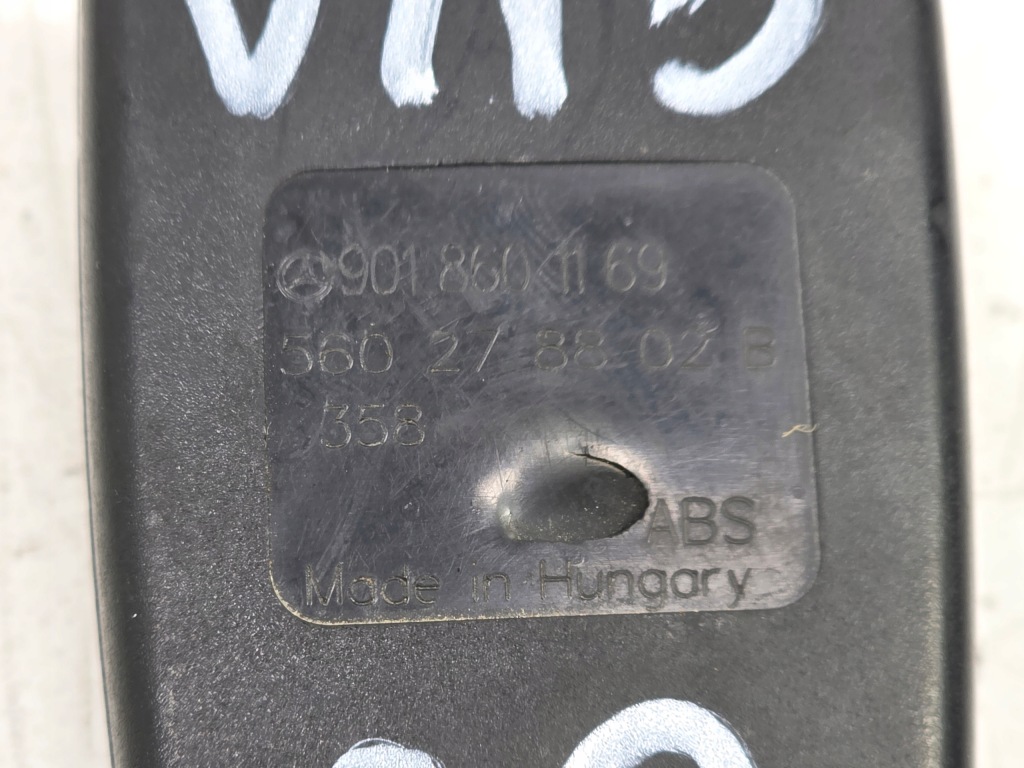 901 860 11 69
560 27 88 02 B
358
ABS
Made in Hungary